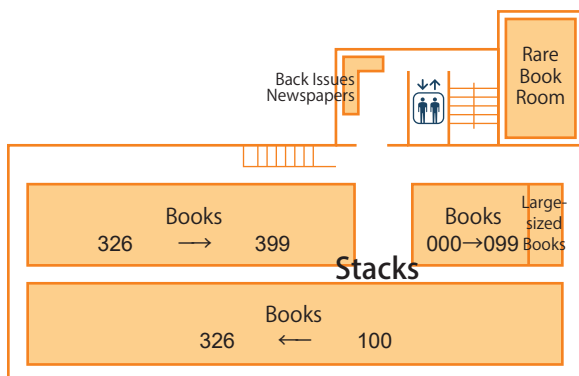 Rare
Book
Room
Back Issues
Newspapers
Books
326 → 399
Books
000→099
Large-
sized
Books
Stacks
Books
326 ← 100